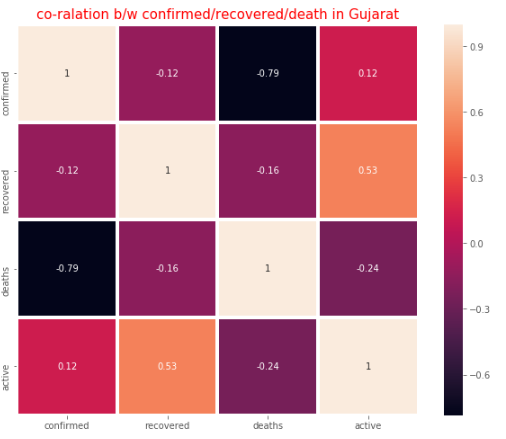 co-ralation b/w confirmed/recovered/death in Gujarat
confirmed
1
-0.12
-0.79
0.12
recovered
-0.12
1
-0.16
0.53
deaths
-0.79
-0.16
1
-0.24
active
0.12
0.53
-0.24
1
confirmed
recovered
deaths
active
0.9
0.6
0.3
0.0
-0.3
-0.6